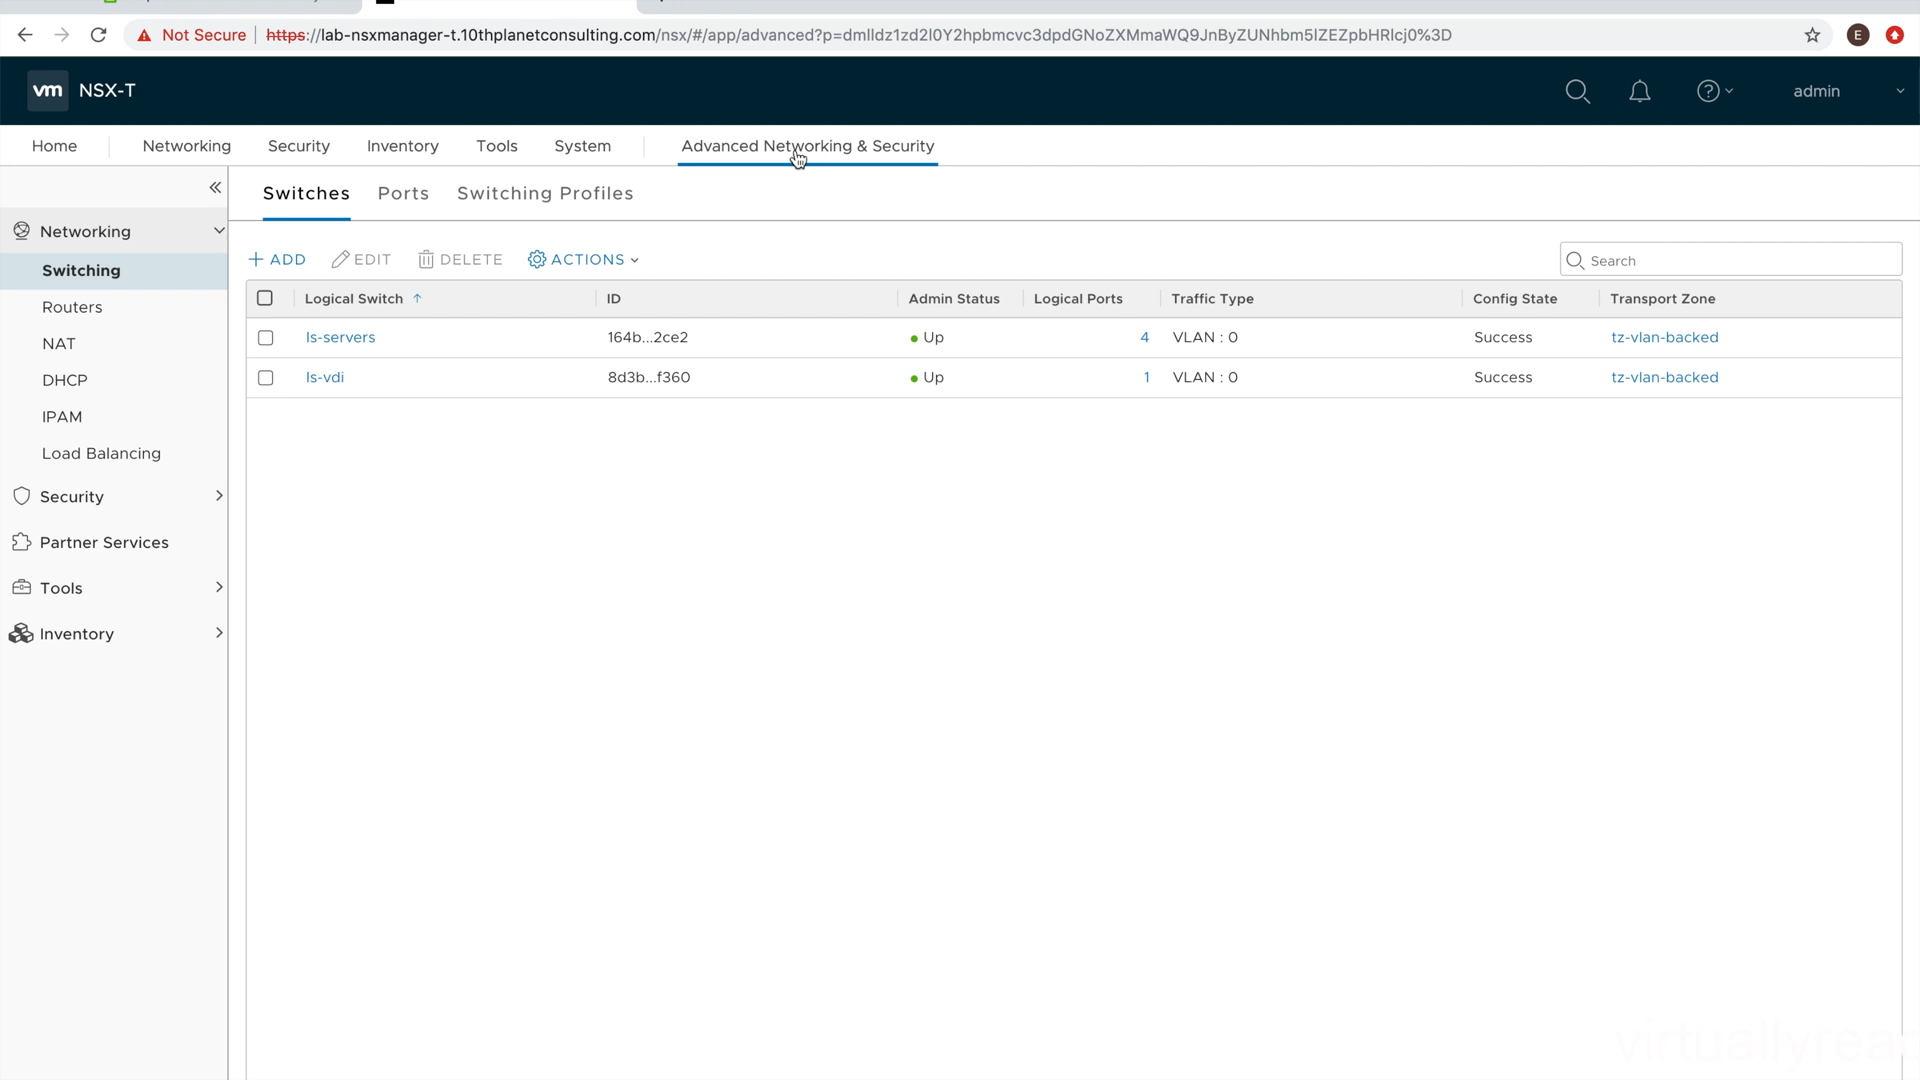 Not Secure https://lab-nsxmanager-t.10thplanetconsulting.com/nsx/#/app/advanced?p=dmlldz1zd2l0Y2hpbmcvc3dpdGNoZXMmaWQ9JnByZUNhbm5lZEZpbHRlcj0%3D E
vm NSX-T admin
Home Networking Security Inventory Tools System Advanced Networking & Security
Switches Ports Switching Profiles
Networking
Switching
Routers
NAT
DHCP
IPAM
Load Balancing
Security
Partner Services
Tools
Inventory
+ ADD EDIT DELETE ACTIONS Search
Logical Switch ↑ ID Admin Status Logical Ports Traffic Type Config State Transport Zone
ls-servers 164b...2ce2 Up 4 VLAN : 0 Success tz-vlan-backed
ls-vdi 8d3b...f360 Up 1 VLAN : 0 Success tz-vlan-backed